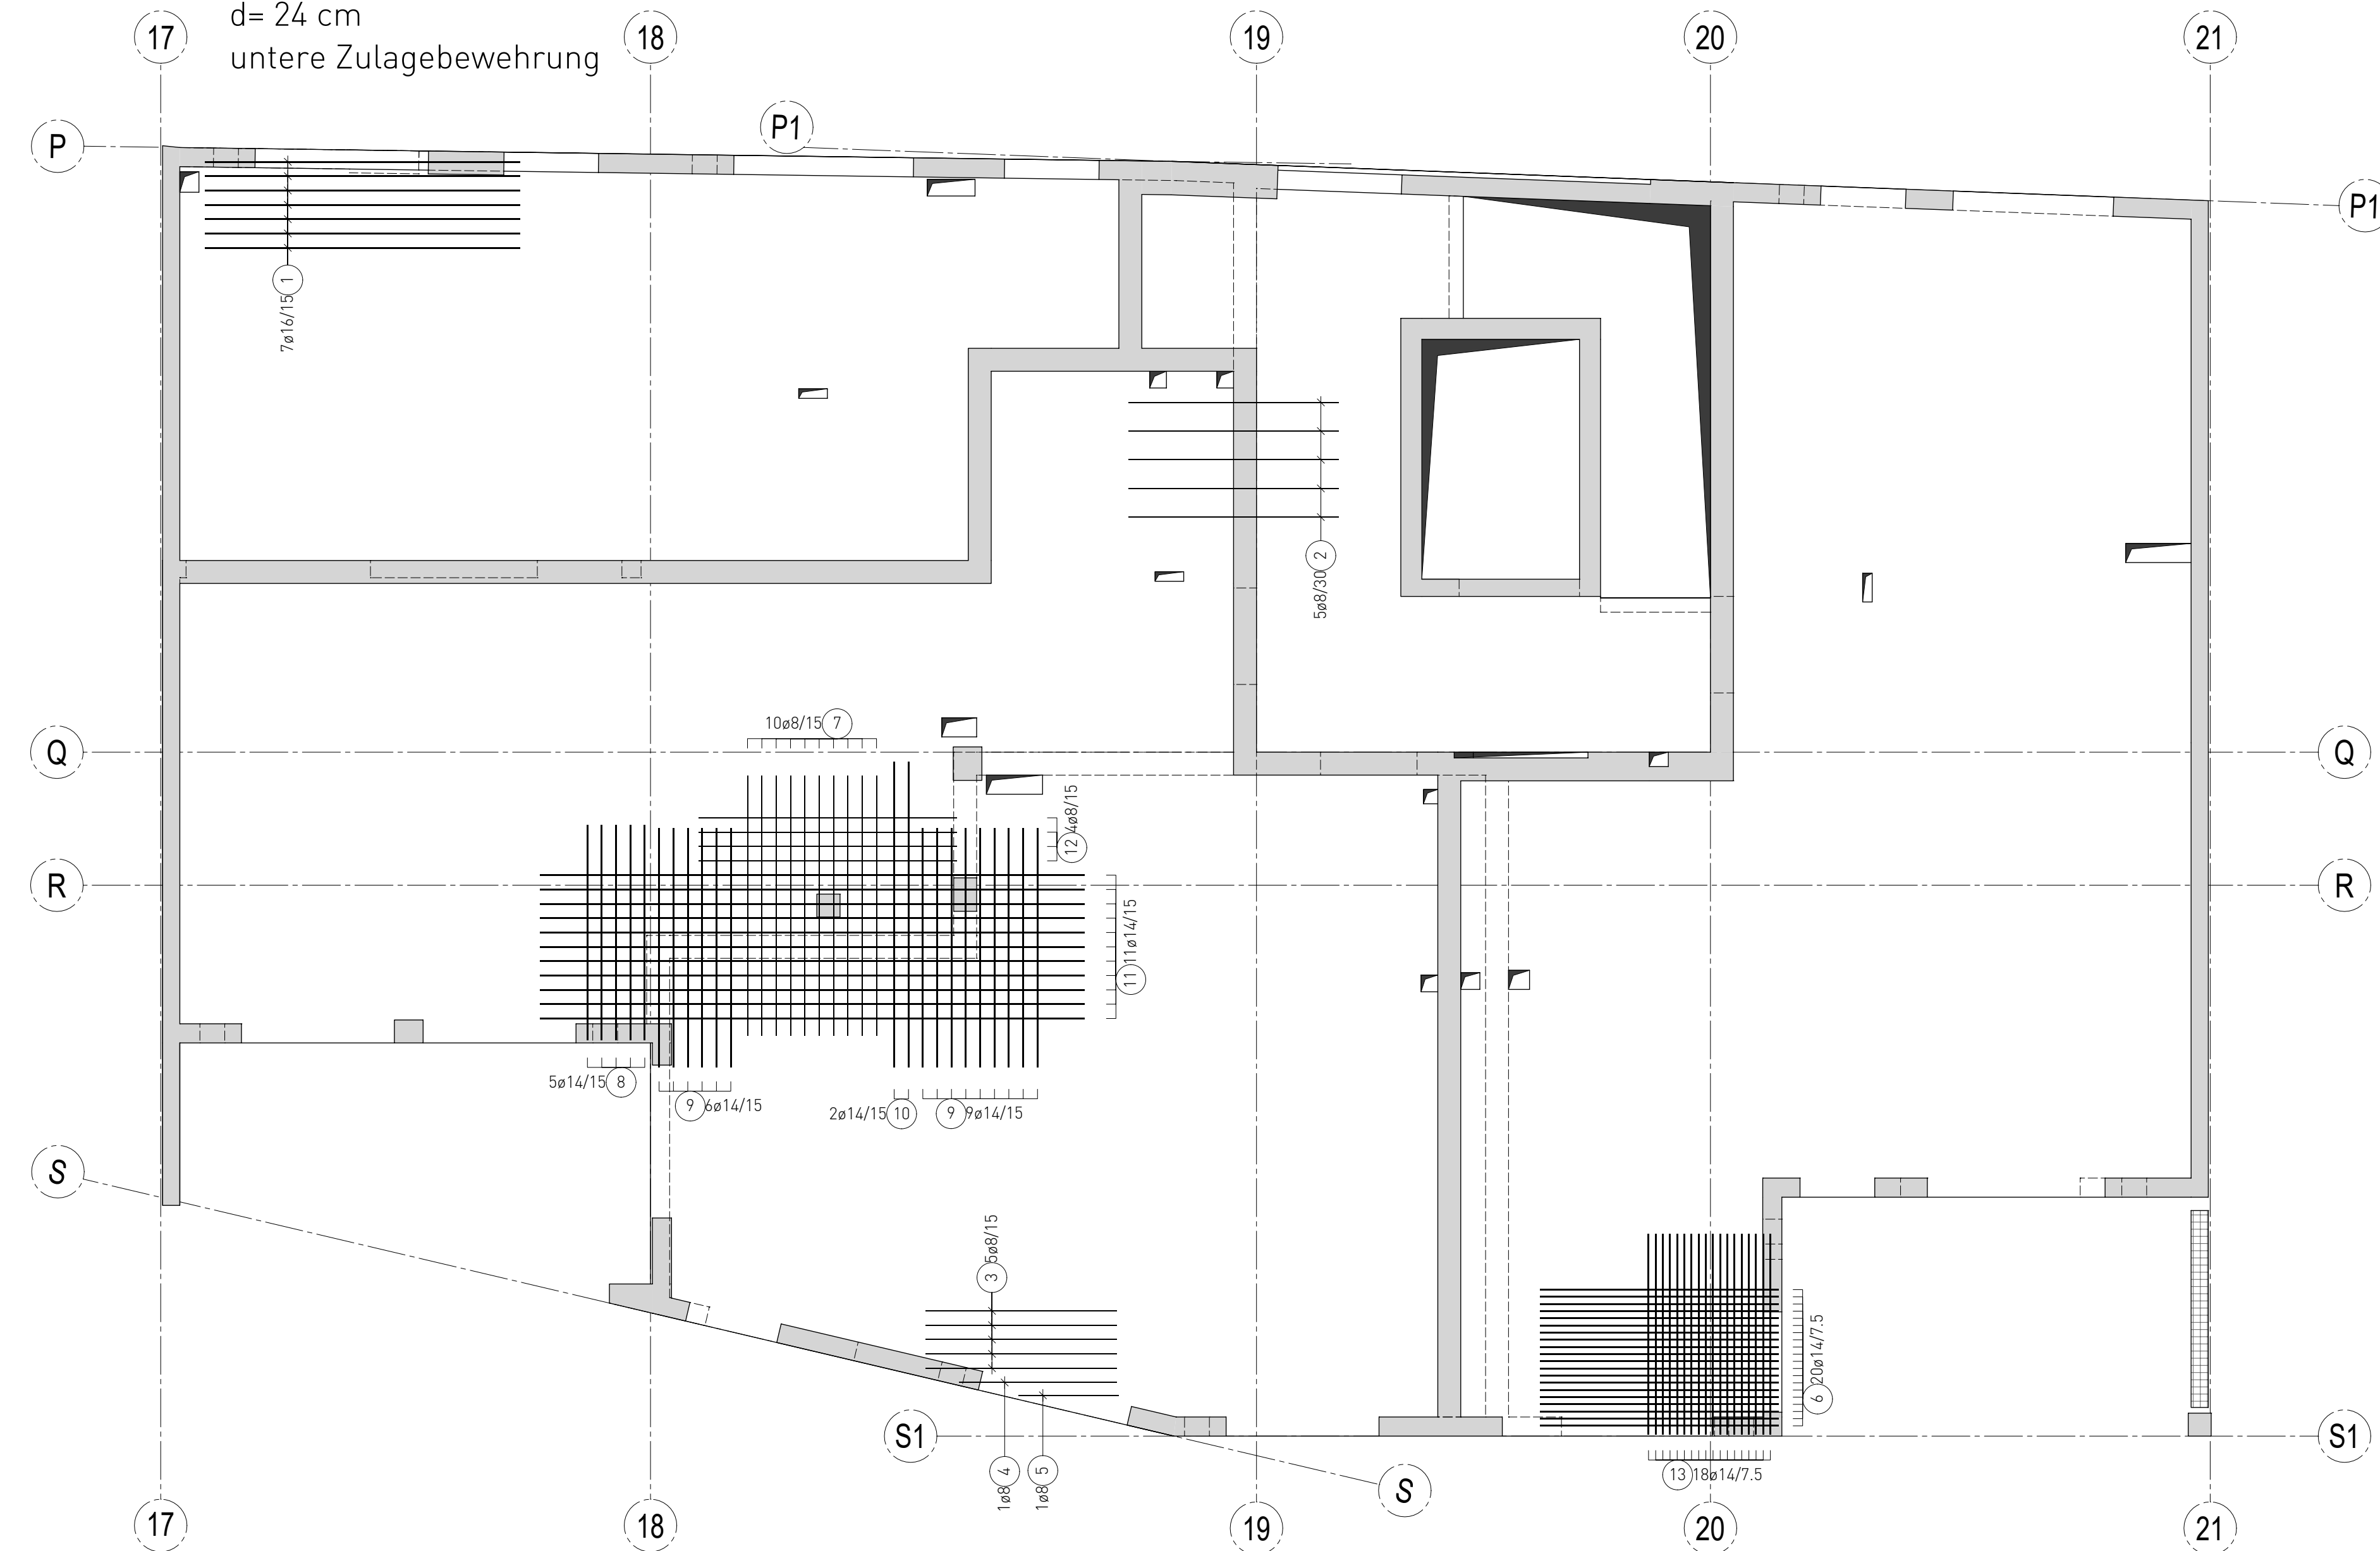 d= 24 cm
untere Zulagebewehrung
17
18
19
20
21
P
P1
P1
1
7ø16/15
2
5ø8/30
Q
Q
10ø8/15 7
12 4ø8/15
R
R
11 11ø14/15
5ø14/15 8
9 6ø14/15
2ø14/15 10
9 9ø14/15
S
3 5ø8/15
6 20ø14/7.5
S1
S1
1ø8 4
1ø8 5
13 18ø14/7.5
S
17
18
19
20
21